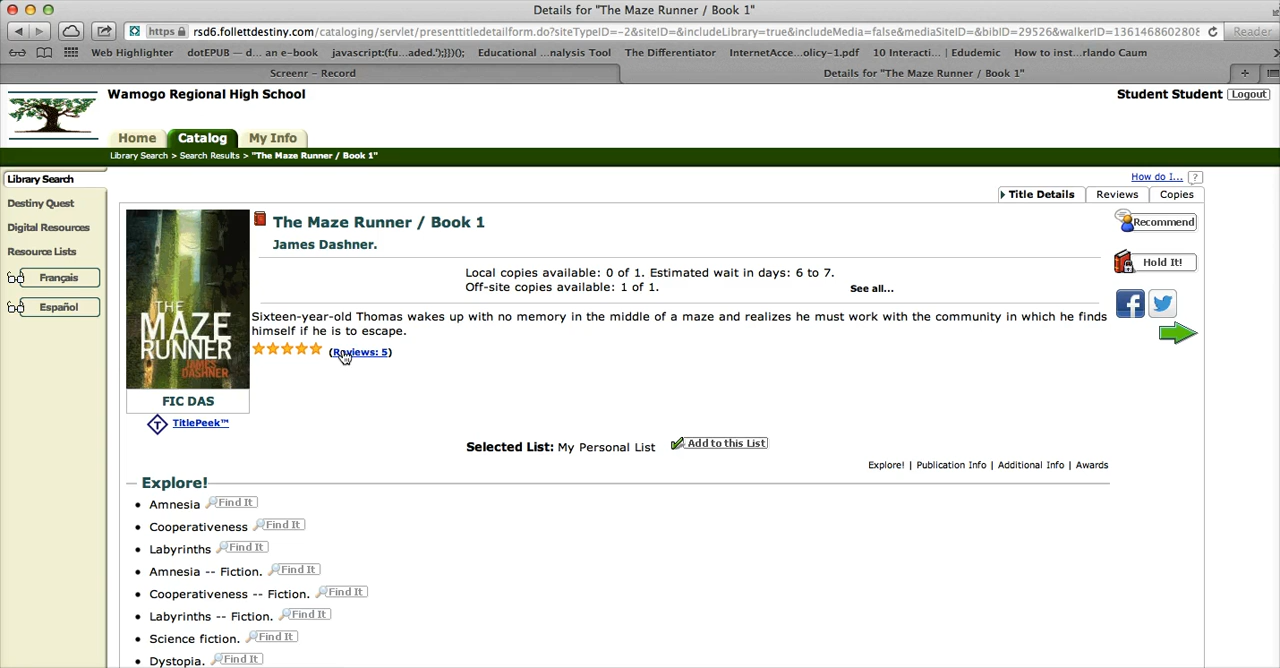 Details for "The Maze Runner / Book 1"
https rsd6.follettdestiny.com/cataloging/servlet/presenttitledetailform.do?siteTypeID=-2&siteID=&includeLibrary=true&includeMedia=false&mediaSiteID=&bibID=29526&walkerID=1361468602808 Reader
Web Highlighter dotEPUB — d... an e-book javascript:(fu...aded.');}}}(); Educational ...nalysis Tool The Differentiator InternetAcce...olicy-1.pdf 10 Interacti... | Edudemic How to inst...rlando Caum
Screenr - Record Details for "The Maze Runner / Book 1" +
Wamogo Regional High School Student Student Logout
Home Catalog My Info
Library Search > Search Results > "The Maze Runner / Book 1"
Library Search How do I... ?
Title Details Reviews Copies
Destiny Quest
Digital Resources
Resource Lists
Français
Español
The Maze Runner / Book 1 Recommend
James Dashner.
Local copies available: 0 of 1. Estimated wait in days: 6 to 7. Hold It!
Off-site copies available: 1 of 1. See all...
Sixteen-year-old Thomas wakes up with no memory in the middle of a maze and realizes he must work with the community in which he finds
himself if he is to escape.
(Reviews: 5)
THE
MAZE
RUNNER
JAMES
DASHNER
FIC DAS
T TitlePeek™
Selected List: My Personal List Add to this List
Explore! | Publication Info | Additional Info | Awards
Explore!
• Amnesia Find It
• Cooperativeness Find It
• Labyrinths Find It
• Amnesia -- Fiction. Find It
• Cooperativeness -- Fiction. Find It
• Labyrinths -- Fiction. Find It
• Science fiction. Find It
• Dystopia. Find It